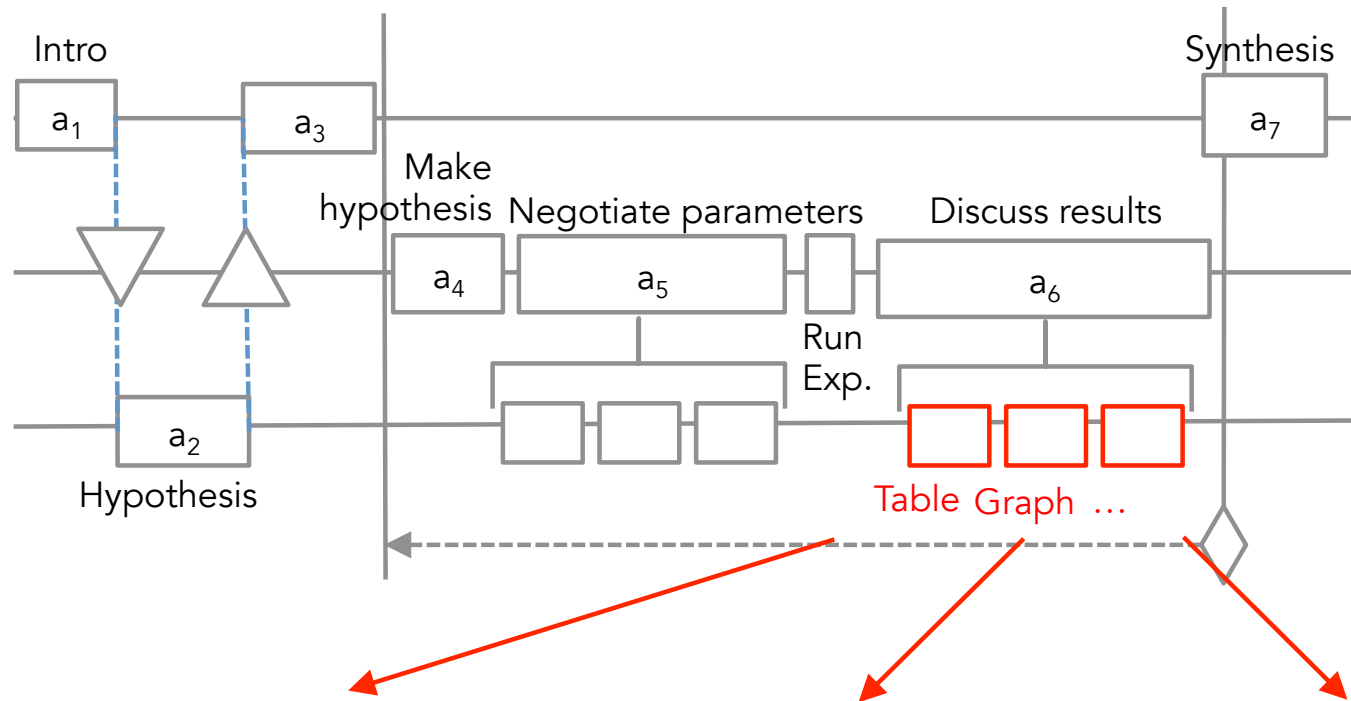 Intro
Synthesis
a1
a3
a7
Make
hypothesis
Negotiate parameters
Discuss results
a4
a5
a6
Run
Exp.
a2
Hypothesis
Table Graph ...